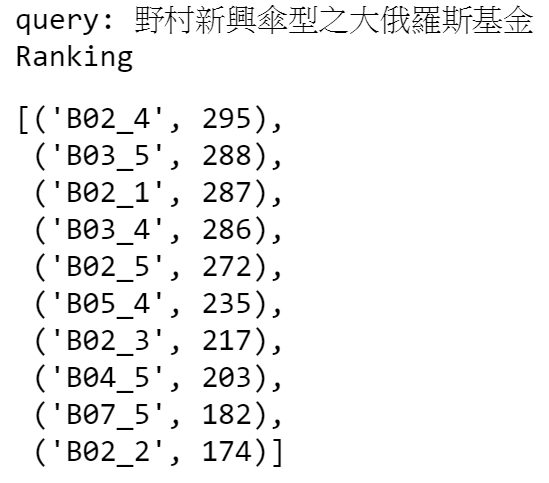 query: 野村新興傘型之大俄羅斯基金
Ranking
[('B02_4', 295),
('B03_5', 288),
('B02_1', 287),
('B03_4', 286),
('B02_5', 272),
('B05_4', 235),
('B02_3', 217),
('B04_5', 203),
('B07_5', 182),
('B02_2', 174)]